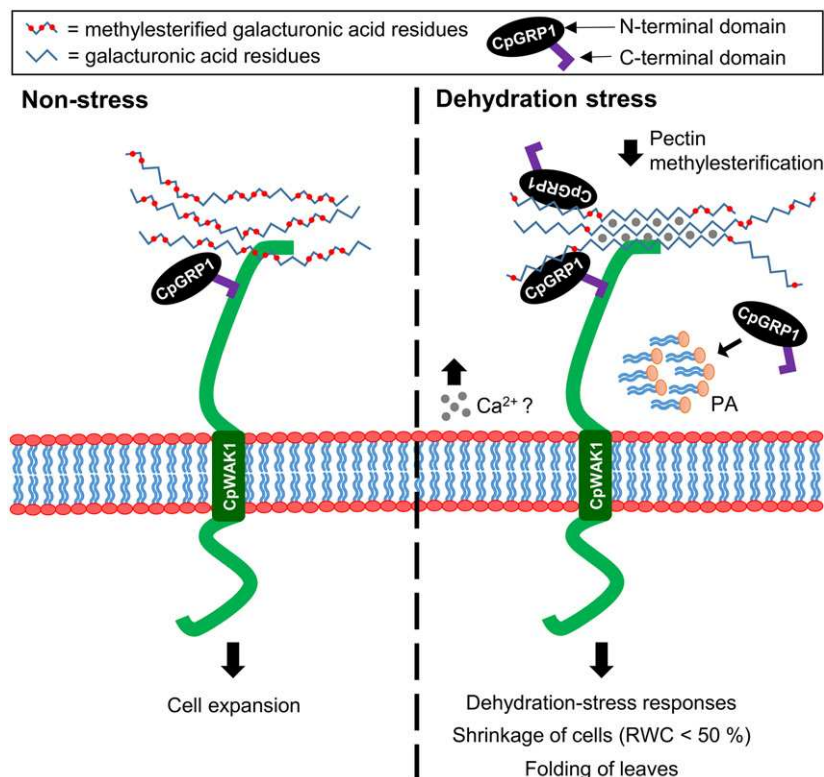 = methylesterified galacturonic acid residues
= galacturonic acid residues
CpGRP1
N-terminal domain
C-terminal domain
Non-stress
Dehydration stress
Pectin
methylesterification
CpGRP1
CpGRP1
CpGRP1
CpGRP1
PA
Ca²⁺ ?
CpWAK1
CpWAK1
Cell expansion
Dehydration-stress responses
Shrinkage of cells (RWC < 50 %)
Folding of leaves